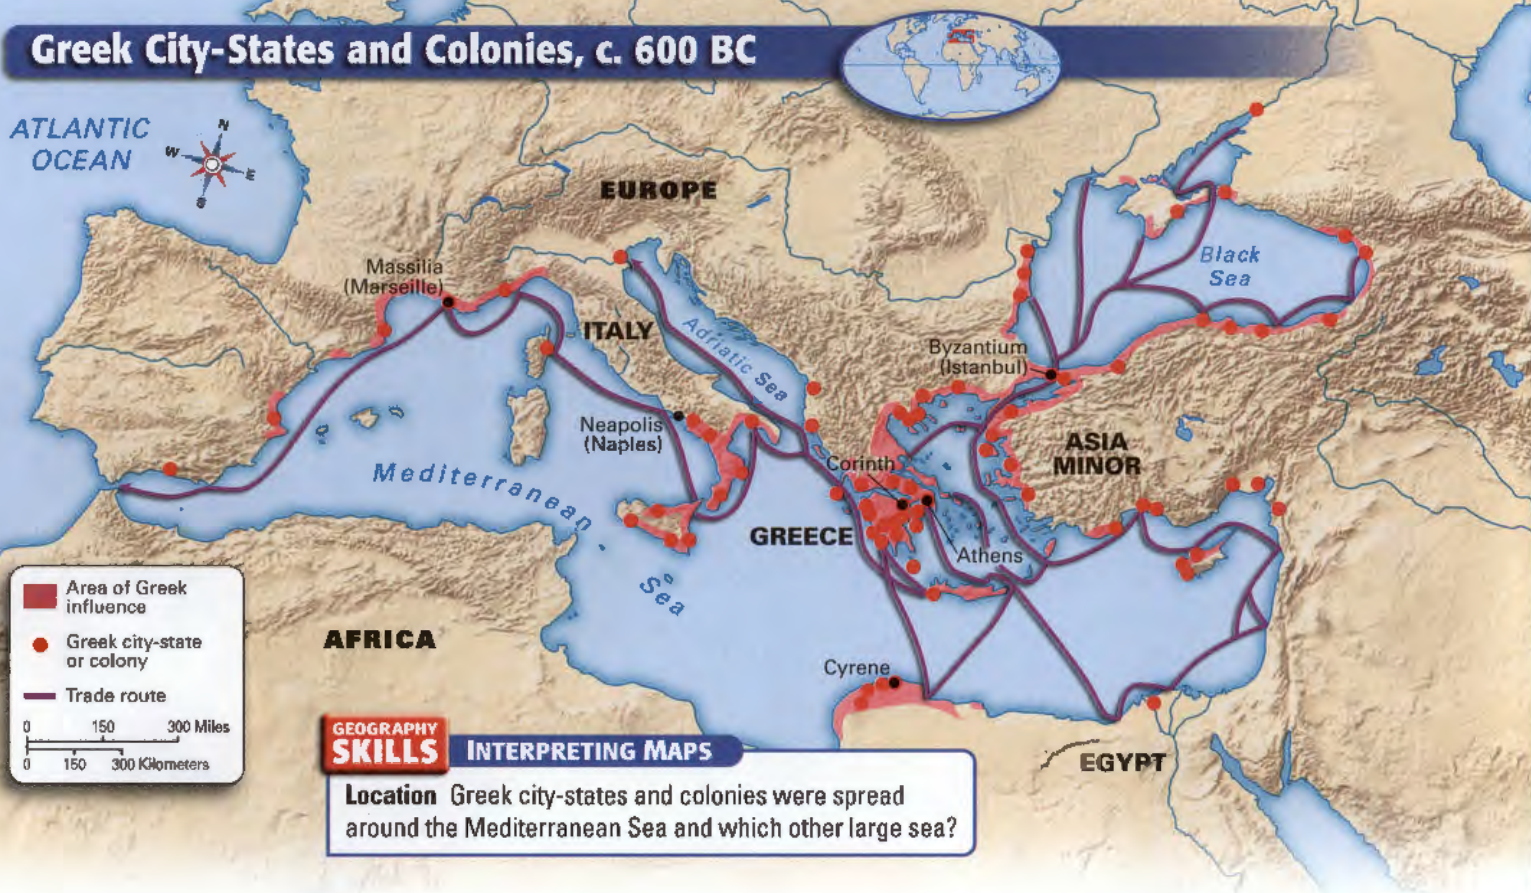 Greek City-States and Colonies, c. 600 BC
ATLANTIC
OCEAN
N
W
E
S
EUROPE
Massilia
(Marseille)
ITALY
Adriatic Sea
Black
Sea
Byzantium
(Istanbul)
Neapolis
(Naples)
ASIA
MINOR
Corinth
Mediterranean
Sea
GREECE
Athens
AFRICA
Cyrene
EGYPT
Area of Greek
influence
Greek city-state
or colony
Trade route
0 150 300 Miles
0 150 300 Kilometers
GEOGRAPHY
SKILLS
INTERPRETING MAPS
Location Greek city-states and colonies were spread
around the Mediterranean Sea and which other large sea?